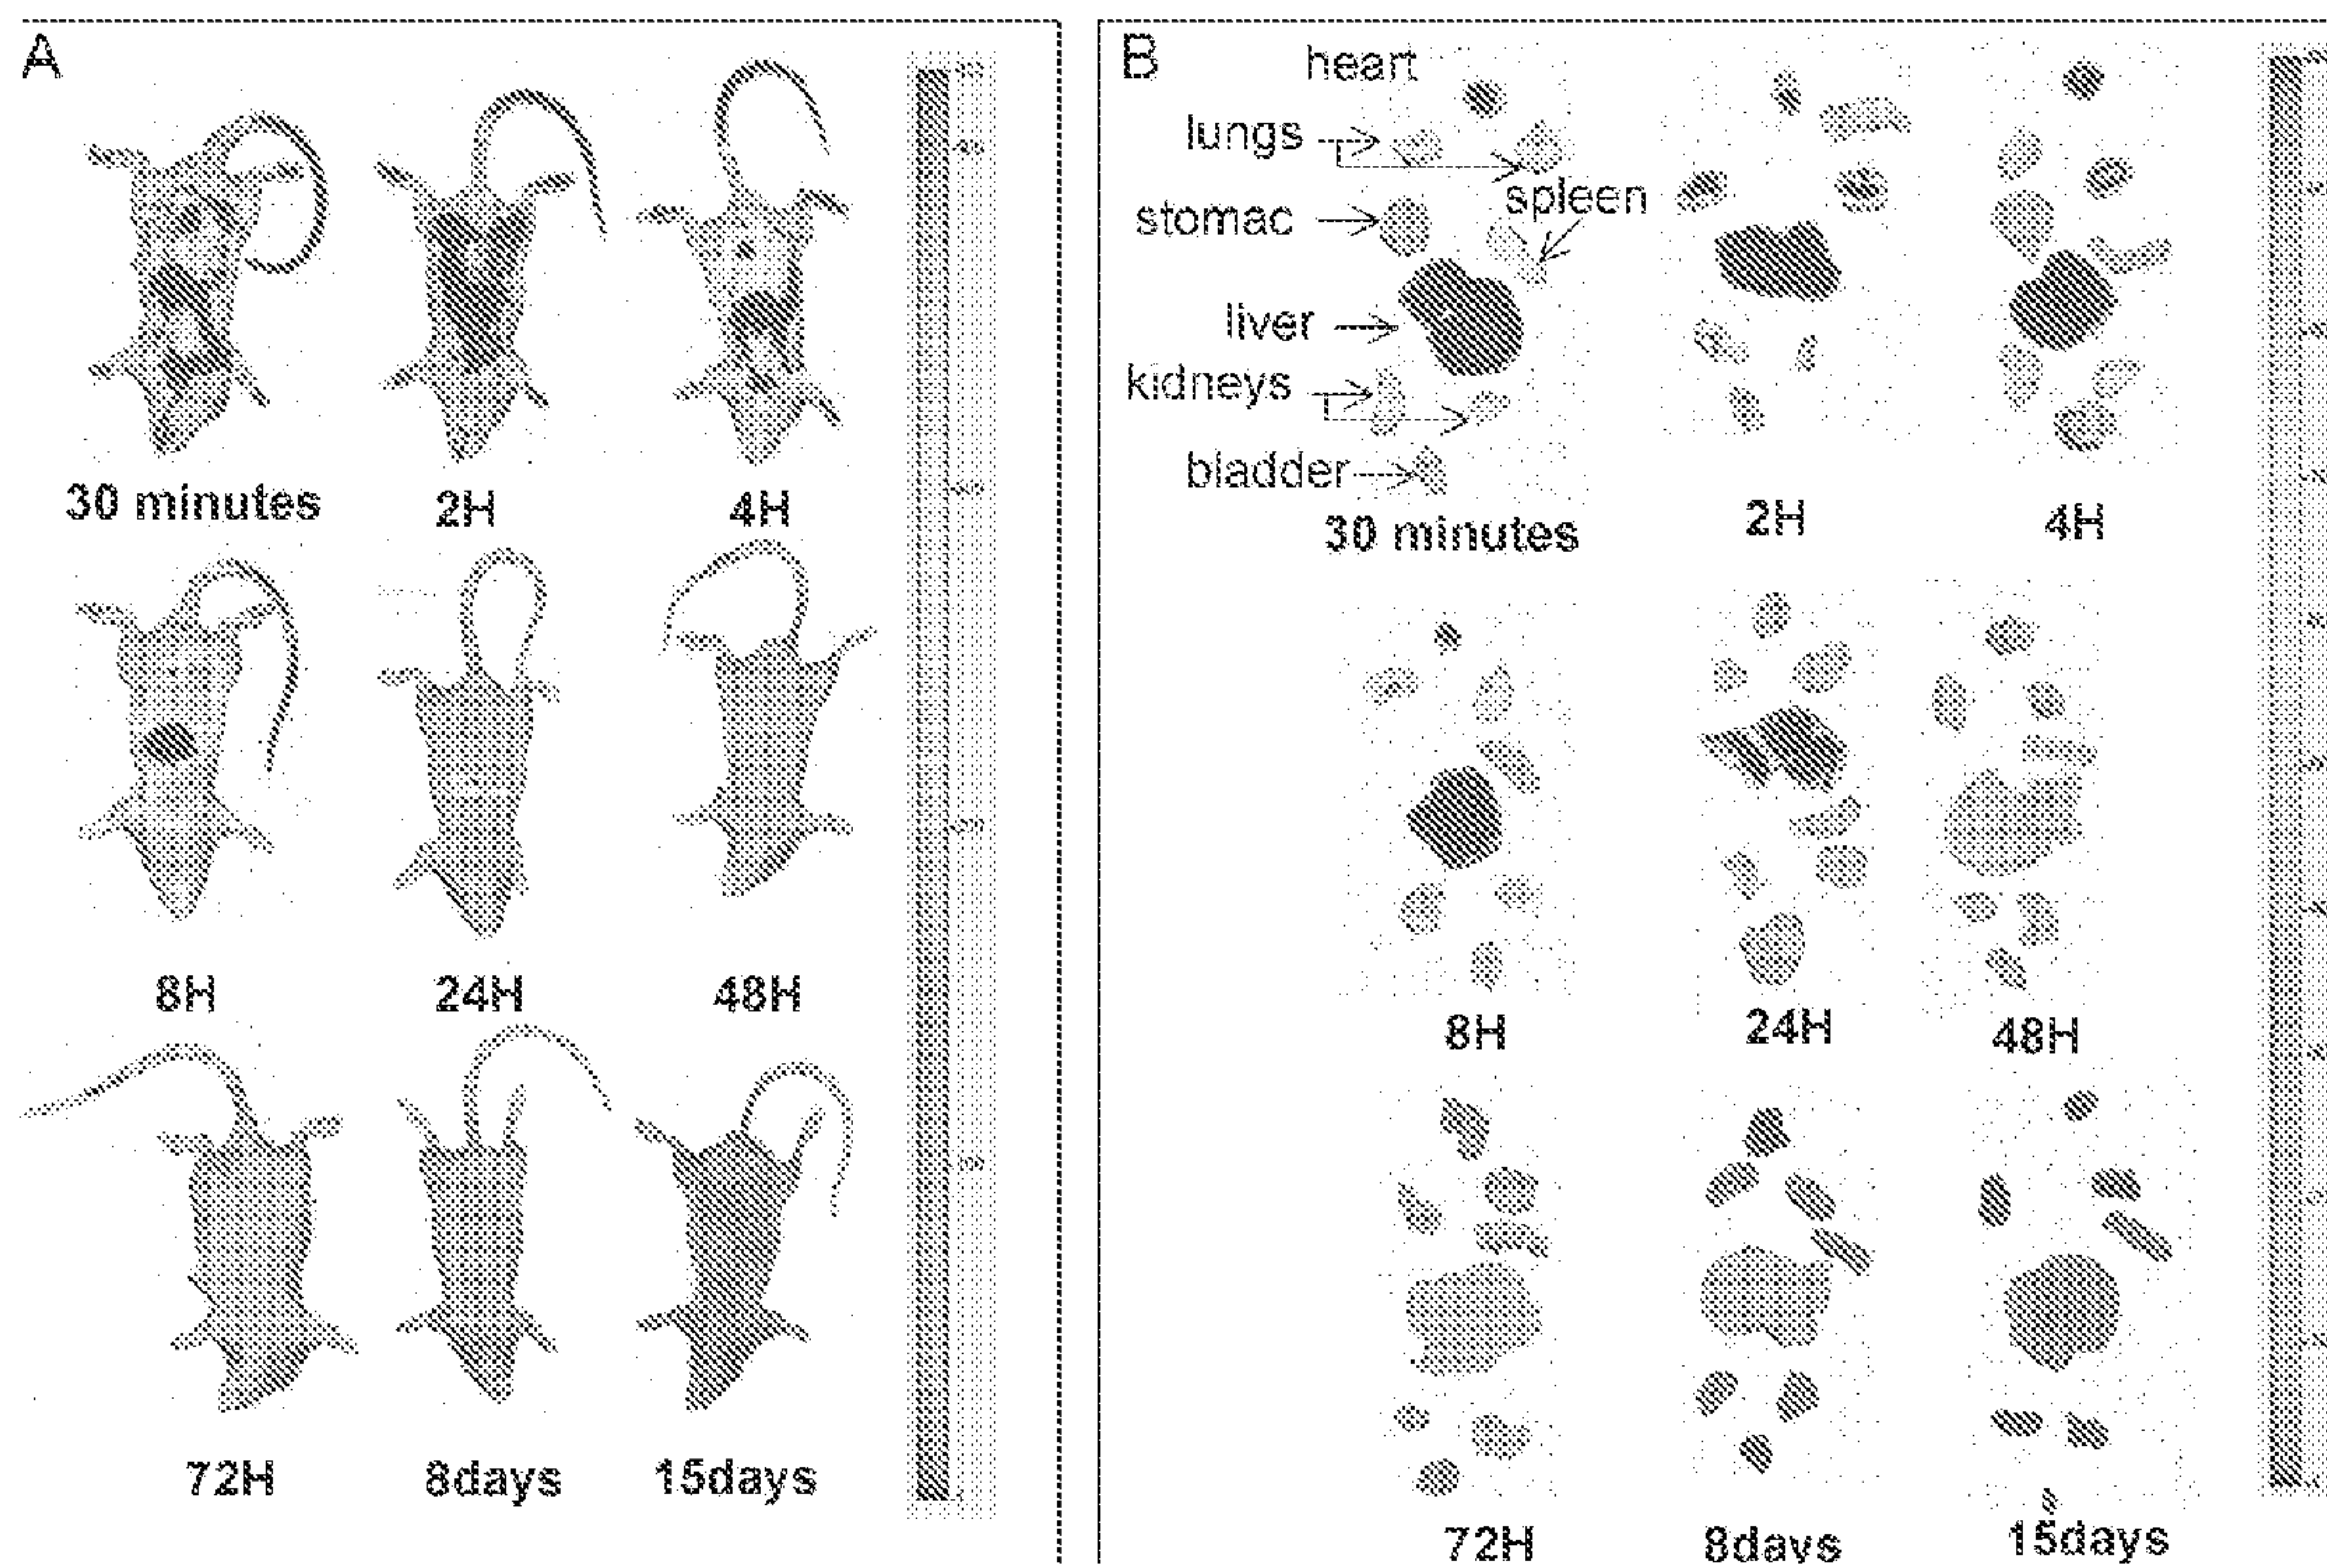 A
30 minutes
2H
4H
8H
24H
48H
72H
8days
15days
B
heart
lungs
spleen
stomac
liver
kidneys
bladder
30 minutes
2H
4H
8H
24H
48H
72H
8days
15days